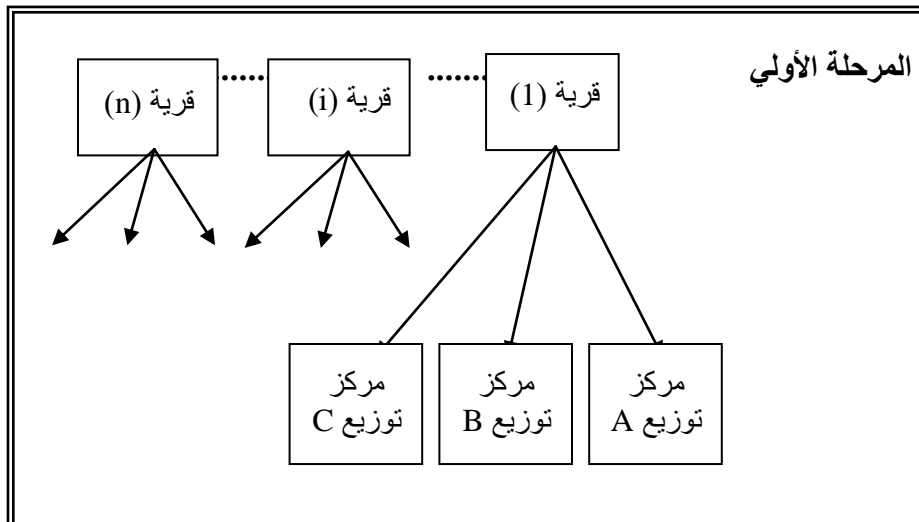 المرحلة الأولي
قرية (1)
قرية (i)
قرية (n)
مركز
توزيع A
مركز
توزيع B
مركز
توزيع C